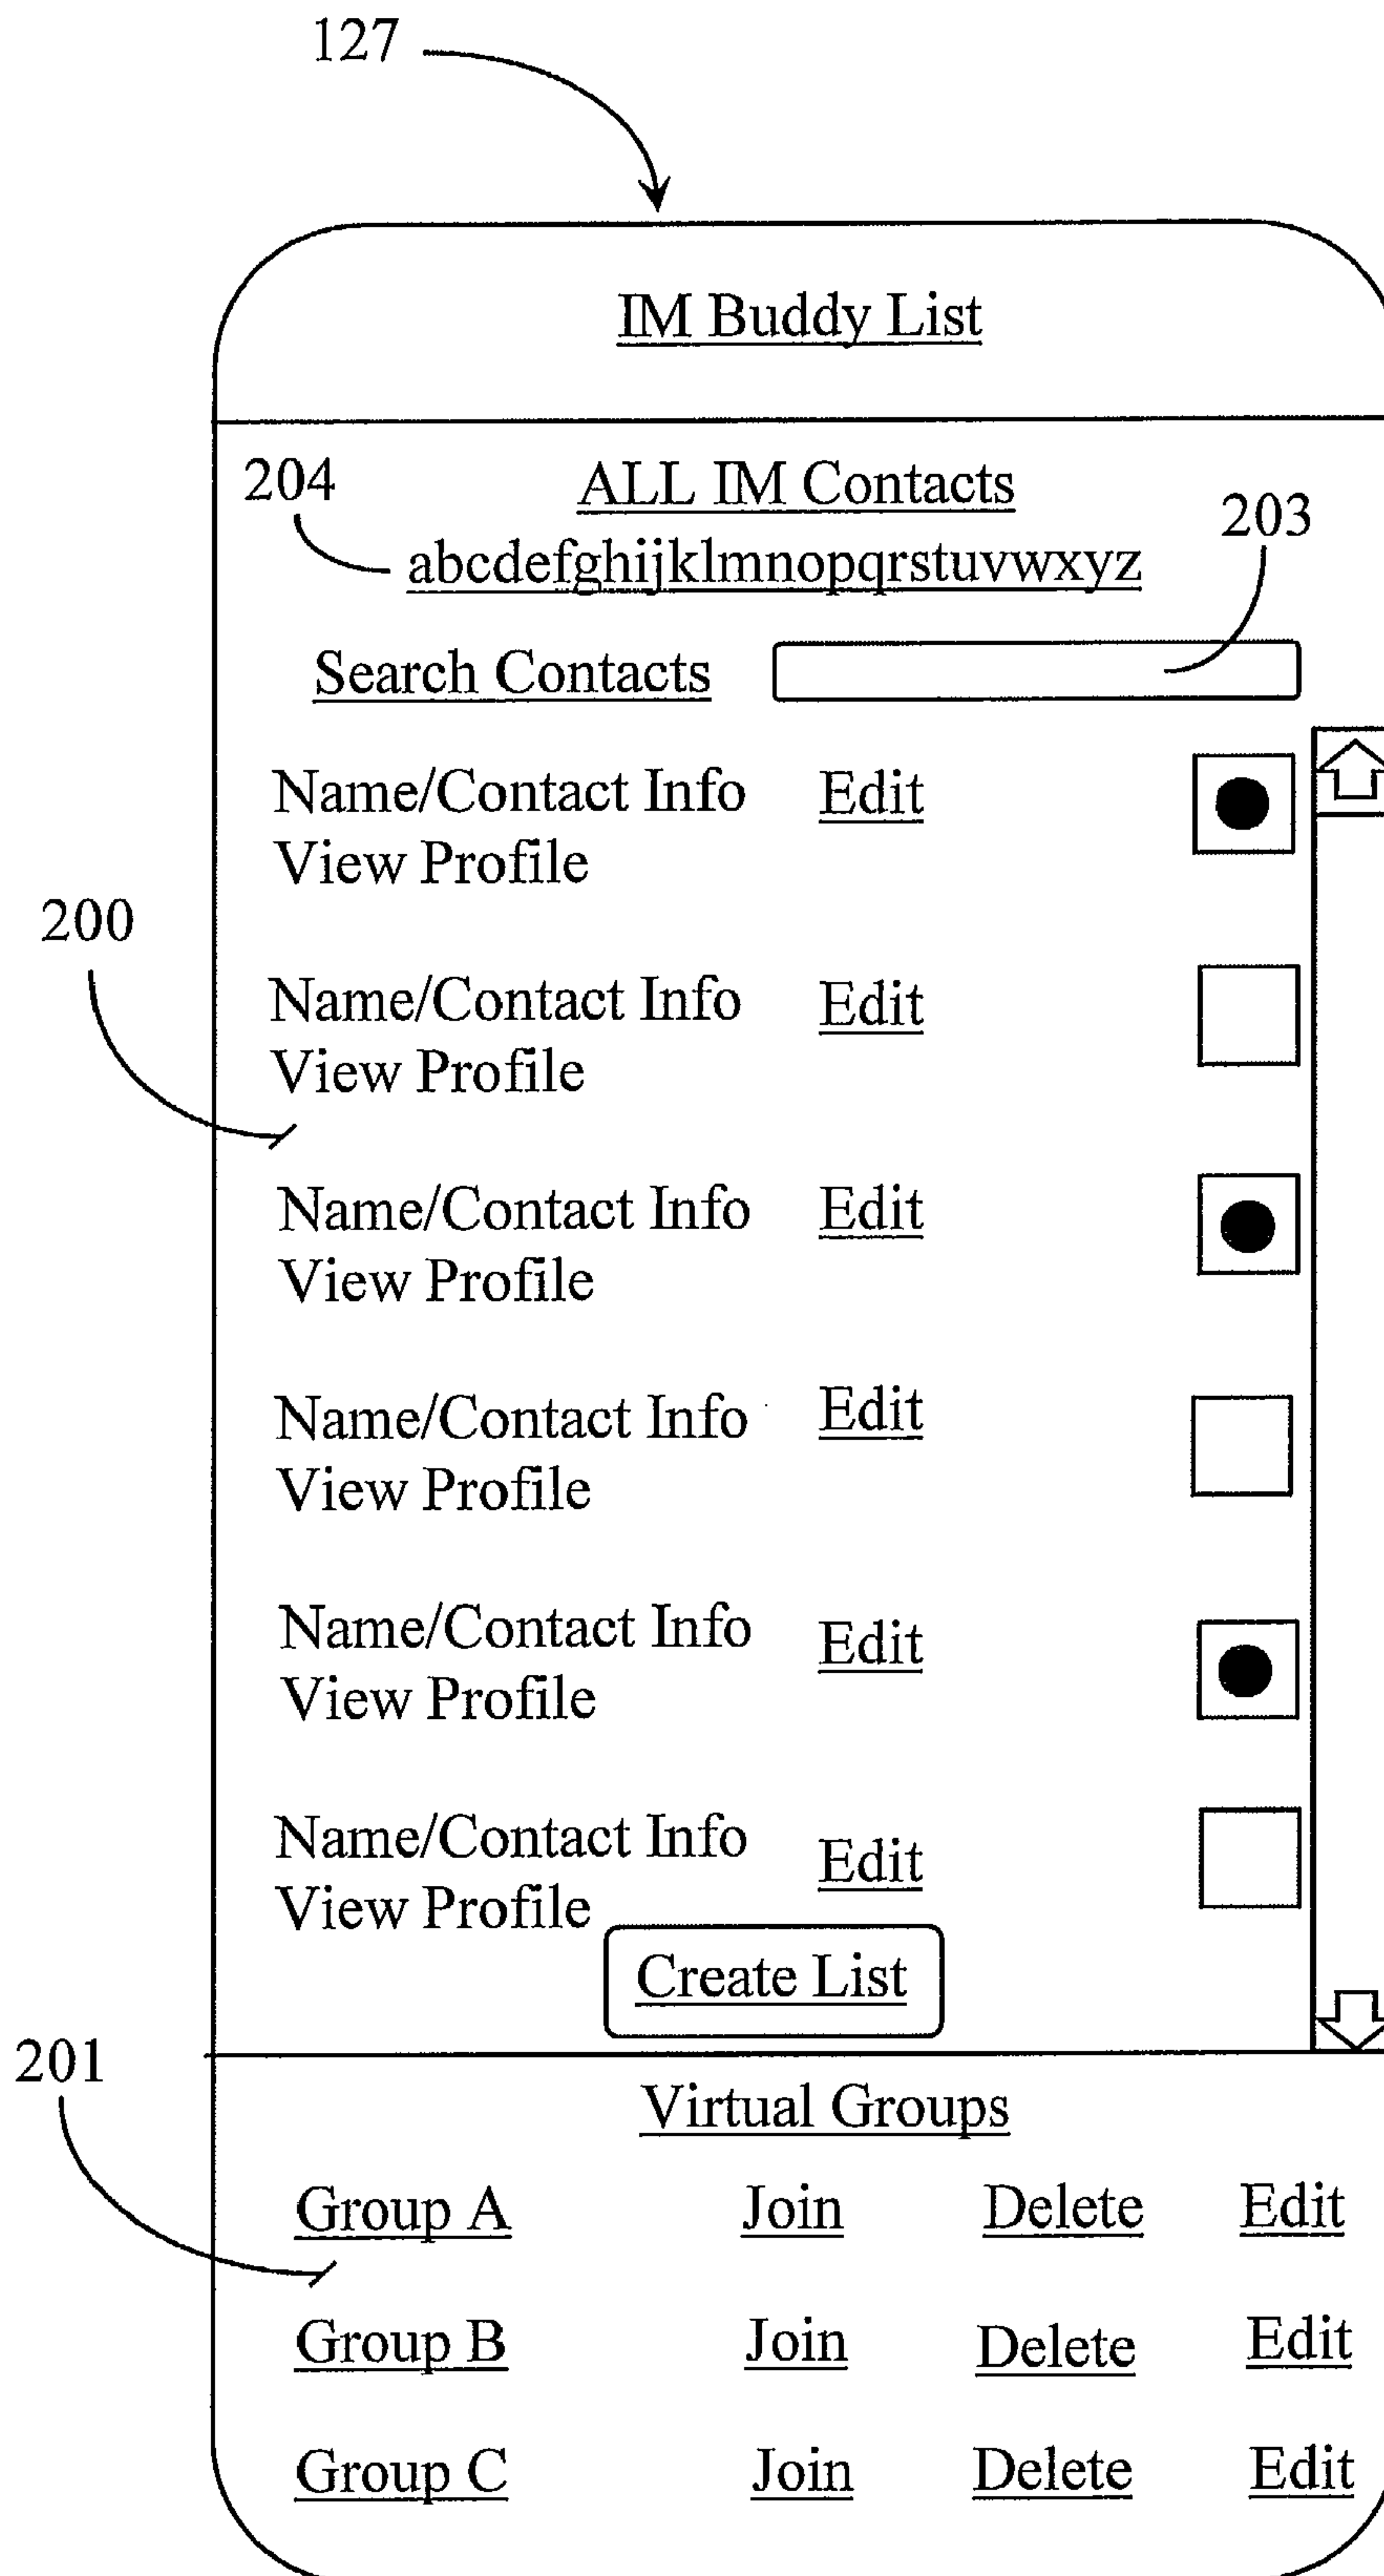 127
IM Buddy List
204
ALL IM Contacts
203
abcdefghijklmnopqrstuvwxyz
Search Contacts
Name/Contact Info Edit
View Profile
200
Name/Contact Info Edit
View Profile
Name/Contact Info Edit
View Profile
Name/Contact Info Edit
View Profile
Name/Contact Info Edit
View Profile
Name/Contact Info Edit
View Profile
Create List
201
Virtual Groups
Group A Join Delete Edit
Group B Join Delete Edit
Group C Join Delete Edit